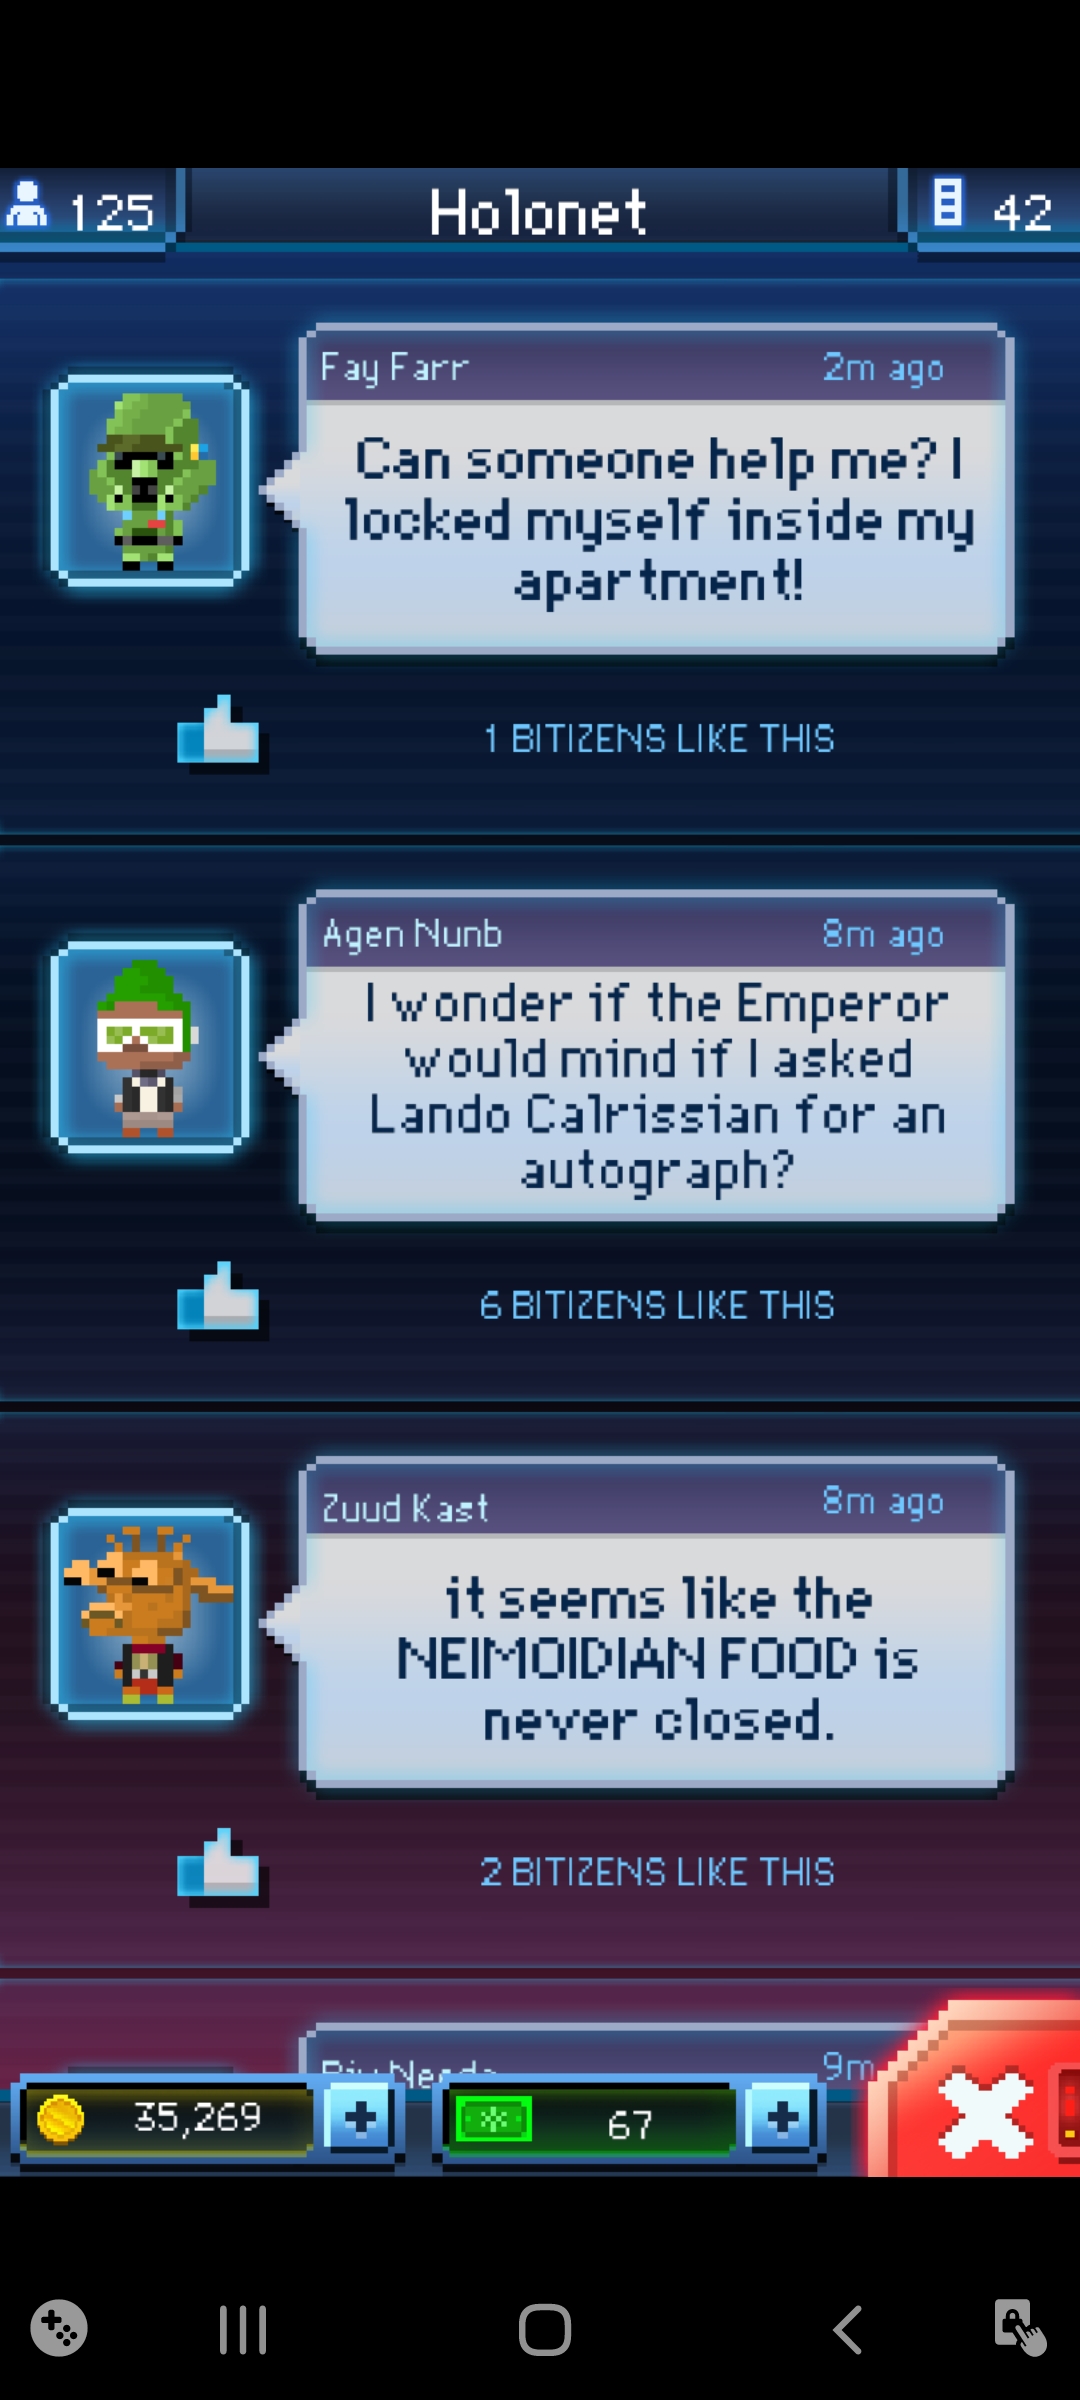 125
Holonet
42
Fay Farr
2m ago
Can someone help me? I
locked myself inside my
apartment!
1 BITIZENS LIKE THIS
Agen Nunb
8m ago
I wonder if the Emperor
would mind if I asked
Lando Calrissian for an
autograph?
6 BITIZENS LIKE THIS
Zuud Kast
8m ago
it seems like the
NEIMOIDIAN FOOD is
never closed.
2 BITIZENS LIKE THIS
9m
35,269
67